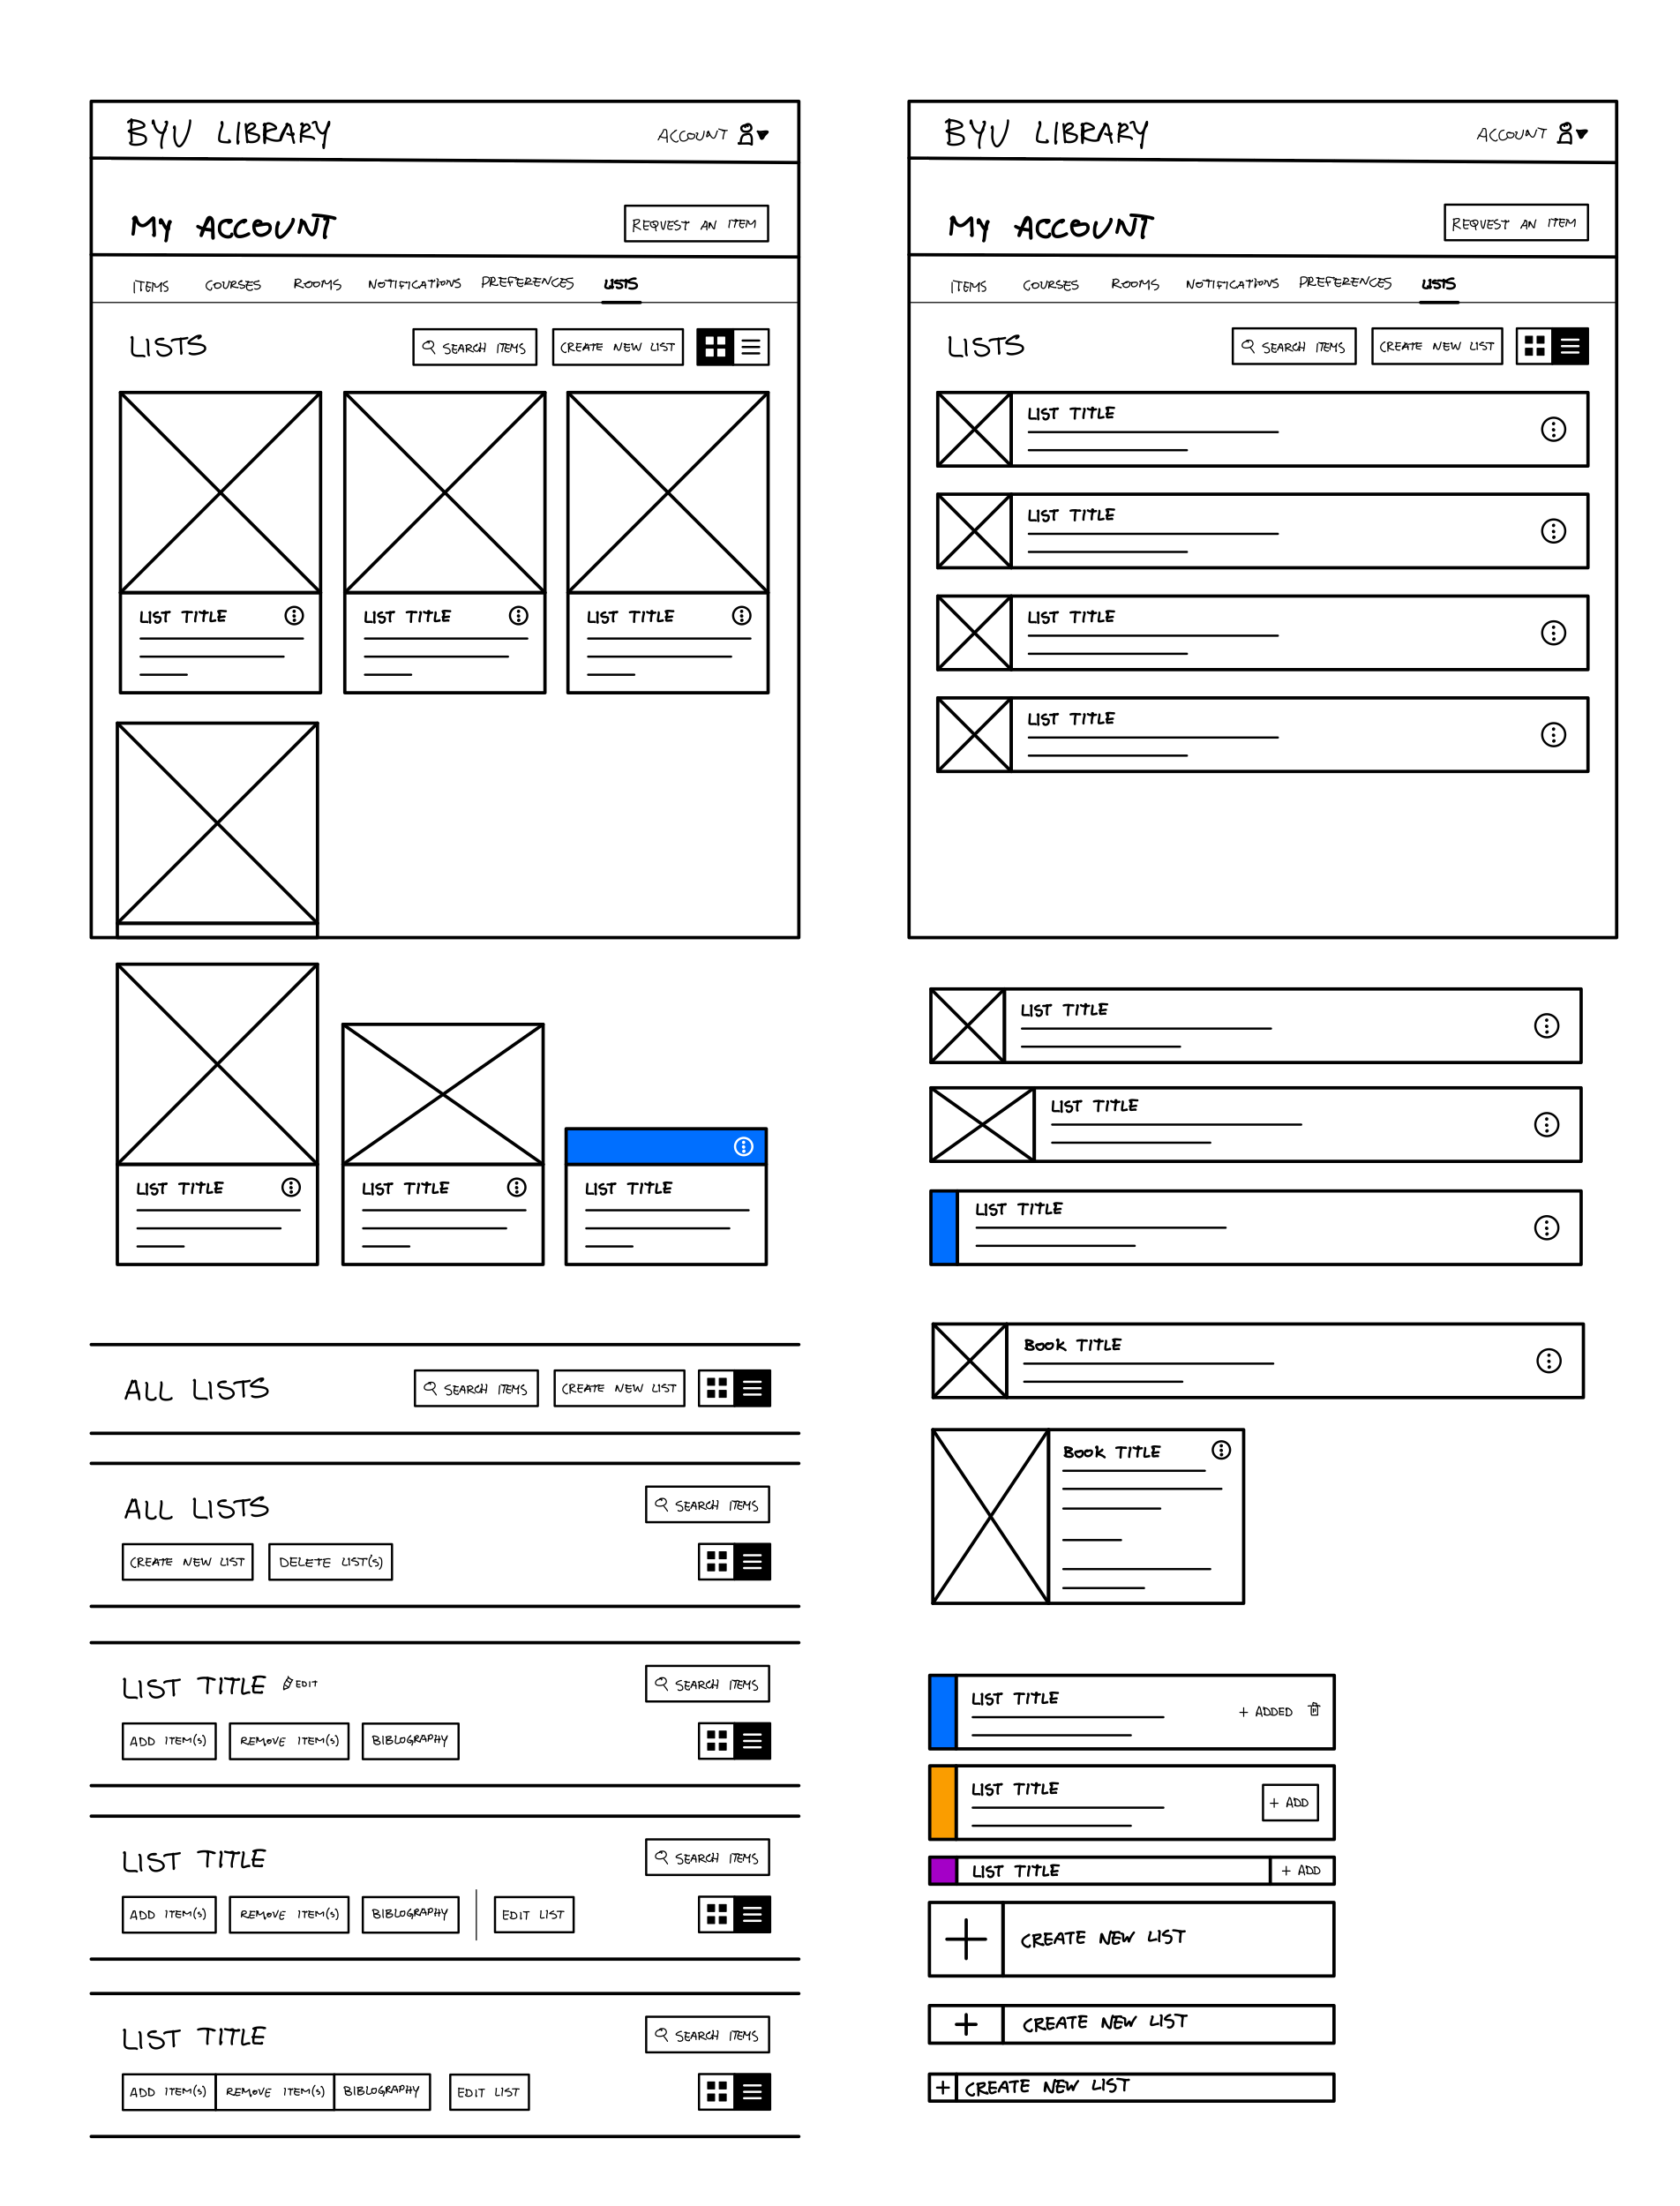 BYU LIBRARY ACCOUNT
MY ACCOUNT REQUEST AN ITEM
ITEMS COURSES ROOMS NOTIFICATIONS PREFERENCES LISTS
LISTS SEARCH ITEMS CREATE NEW LIST
LIST TITLE LIST TITLE LIST TITLE
LIST TITLE LIST TITLE LIST TITLE
ALL LISTS SEARCH ITEMS CREATE NEW LIST
ALL LISTS SEARCH ITEMS
CREATE NEW LIST DELETE LIST(S)
LIST TITLE EDIT SEARCH ITEMS
ADD ITEM(S) REMOVE ITEM(S) BIBLOGRAPHY
LIST TITLE SEARCH ITEMS
ADD ITEM(S) REMOVE ITEM(S) BIBLOGRAPHY EDIT LIST
LIST TITLE SEARCH ITEMS
ADD ITEM(S) REMOVE ITEM(S) BIBLOGRAPHY EDIT LIST
BYU LIBRARY ACCOUNT
MY ACCOUNT REQUEST AN ITEM
ITEMS COURSES ROOMS NOTIFICATIONS PREFERENCES LISTS
LISTS SEARCH ITEMS CREATE NEW LIST
LIST TITLE
LIST TITLE
LIST TITLE
LIST TITLE
LIST TITLE
LIST TITLE
LIST TITLE
BOOK TITLE
BOOK TITLE
LIST TITLE + ADDED
LIST TITLE + ADD
LIST TITLE + ADD
+ CREATE NEW LIST
+ CREATE NEW LIST
+ CREATE NEW LIST